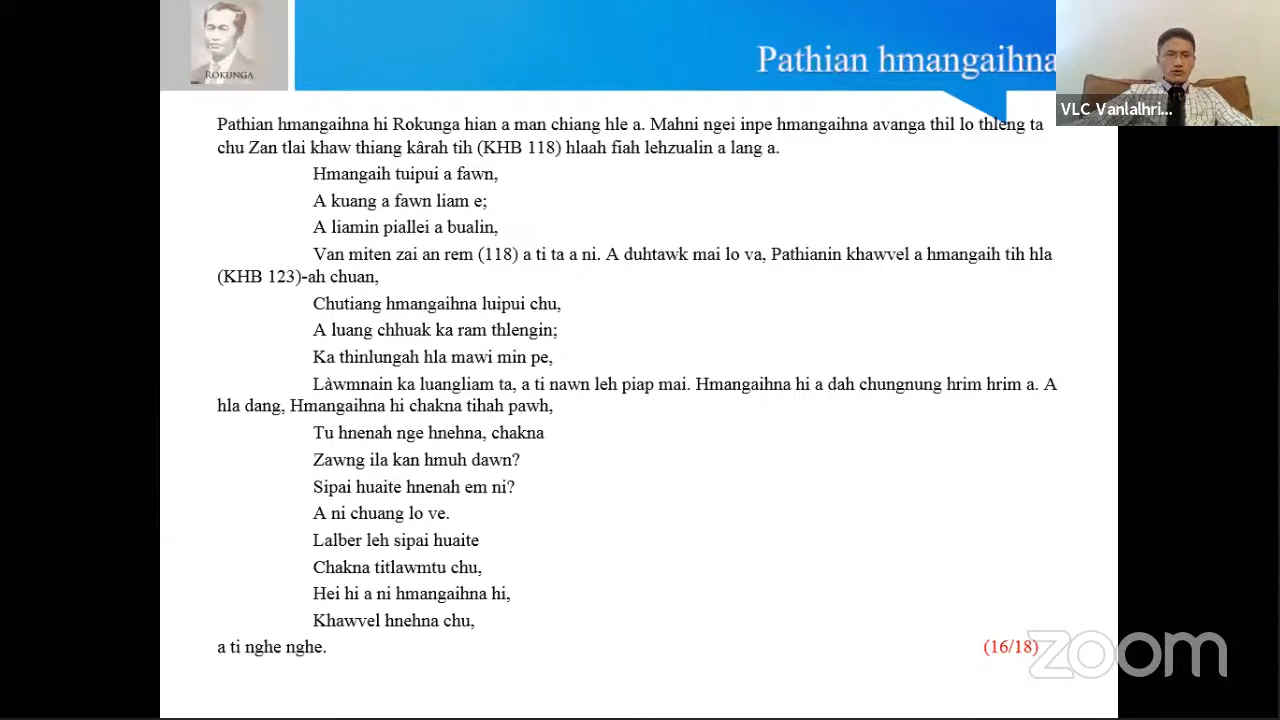 ROKUNGA
Pathian hmangaihna
VLC Vanlalhri...
Pathian hmangaihna hi Rokunga hian a man chiang hle a. Mahni ngei inpe hmangaihna avanga thil lo thleng ta
chu Zan tlai khaw thiang kârah tih (KHB 118) hlaah fiah lehzualin a lang a.
Hmangaih tuipui a fawn,
A kuang a fawn liam e;
A liamin piallei a bualin,
Van miten zai an rem (118) a ti ta a ni. A duhtawk mai lo va, Pathianin khawvel a hmangaih tih hla
(KHB 123)-ah chuan,
Chutiang hmangaihna luipui chu,
A luang chhuak ka ram thlengin;
Ka thinlungah hla mawi min pe,
Làwmnain ka luangliam ta, a ti nawn leh piap mai. Hmangaihna hi a dah chungnung hrim hrim a. A
hla dang, Hmangaihna hi chakna tihah pawh,
Tu hnenah nge hnehna, chakna
Zawng ila kan hmuh dawn?
Sipai huaite hnenah em ni?
A ni chuang lo ve.
Lalber leh sipai huaite
Chakna titlawmtu chu,
Hei hi a ni hmangaihna hi,
Khawvel hnehna chu,
a ti nghe nghe.
(16/18)
zoom